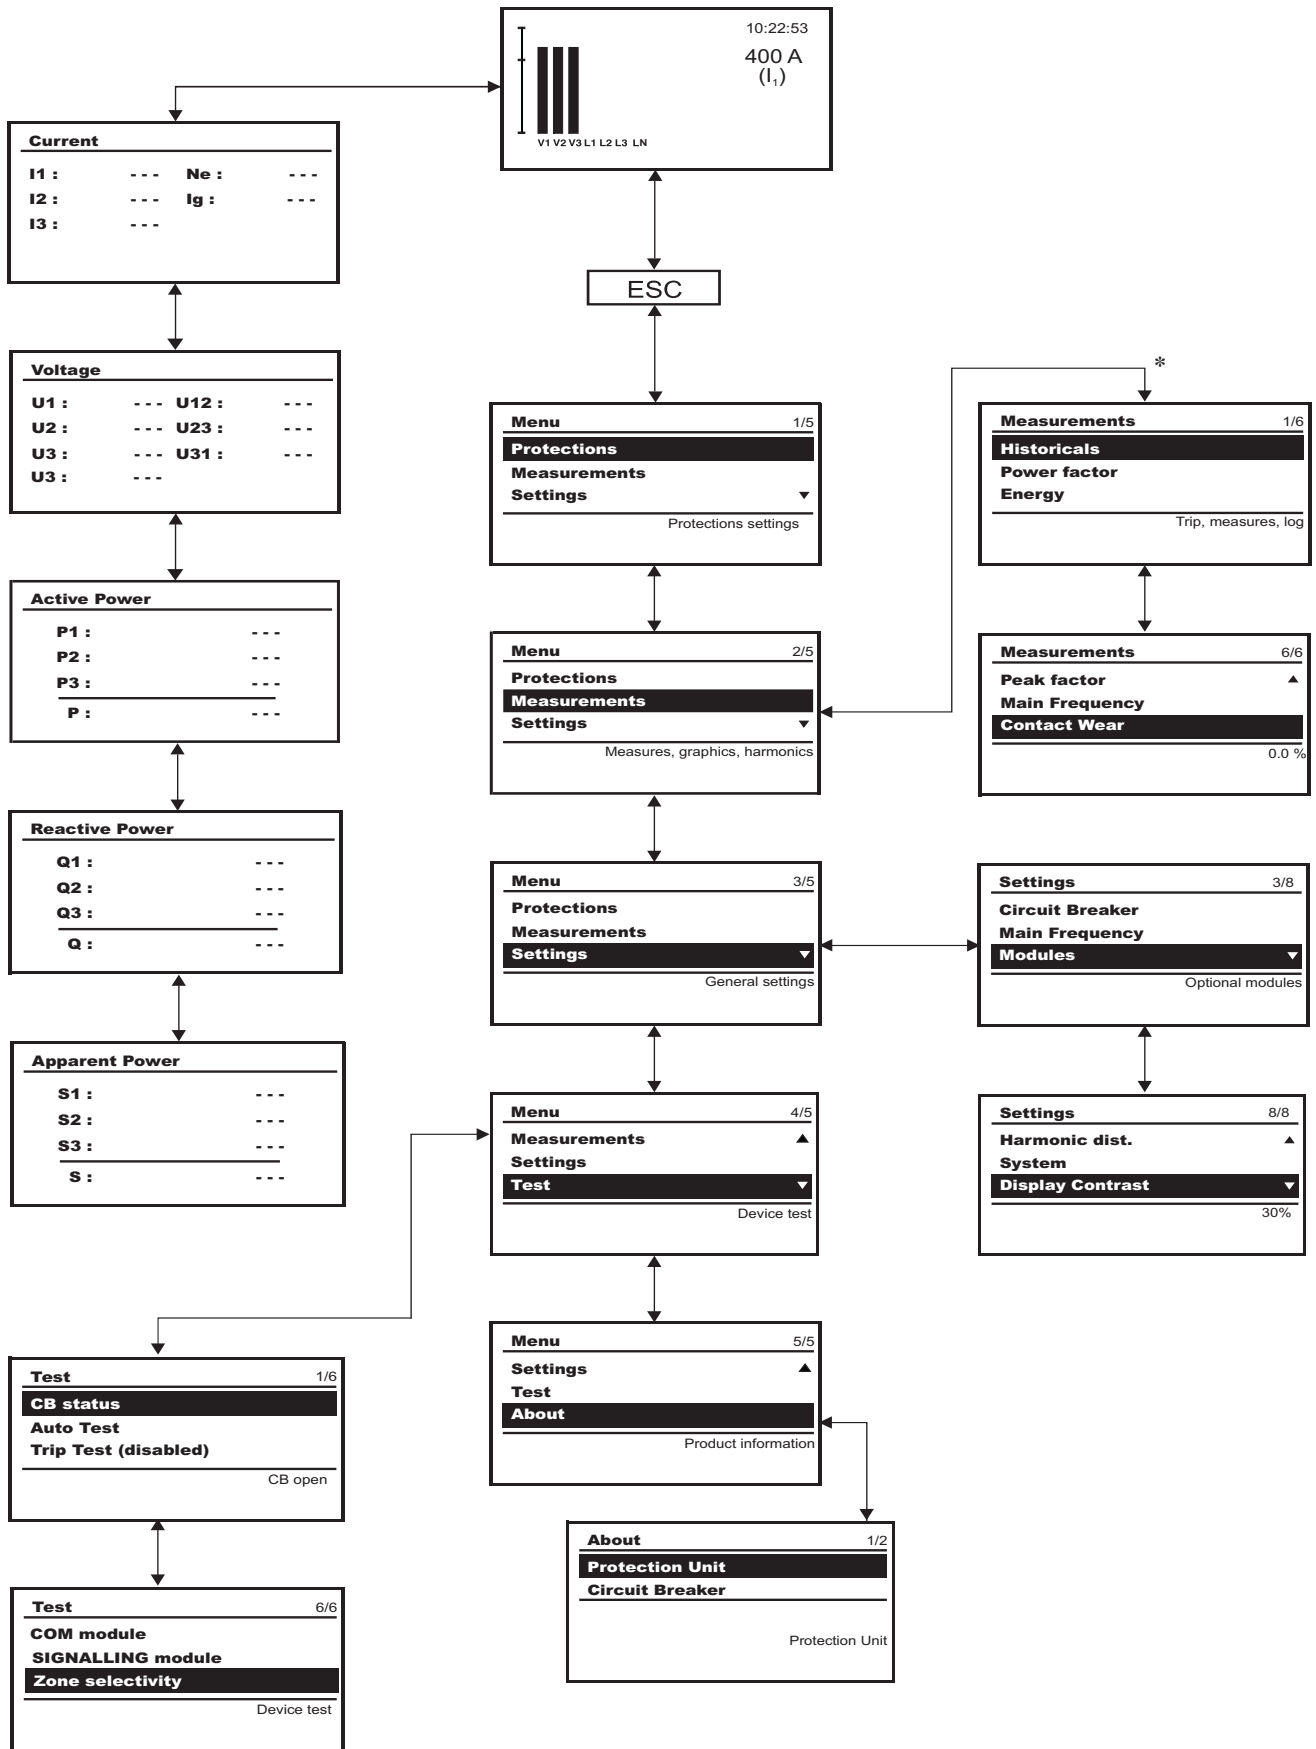 10:22:53
400 A
(I1)
V1 V2 V3 L1 L2 L3 LN
Current
I1 : - - - Ne : - - -
I2 : - - - Ig : - - -
I3 : - - -
Voltage
U1 : - - - U12 : - - -
U2 : - - - U23 : - - -
U3 : - - - U31 : - - -
U3 : - - -
Active Power
P1 : - - -
P2 : - - -
P3 : - - -
P : - - -
Reactive Power
Q1 : - - -
Q2 : - - -
Q3 : - - -
Q : - - -
Apparent Power
S1 : - - -
S2 : - - -
S3 : - - -
S : - - -
ESC
Menu 1/5
Protections
Measurements
Settings ▼
Protections settings
Menu 2/5
Protections
Measurements
Settings ▼
Measures, graphics, harmonics
*
Measurements 1/6
Historicals
Power factor
Energy
Trip, measures, log
Measurements 6/6
Peak factor ▲
Main Frequency
Contact Wear
0.0 %
Menu 3/5
Protections
Measurements
Settings ▼
General settings
Settings 3/8
Circuit Breaker
Main Frequency
Modules ▼
Optional modules
Settings 8/8
Harmonic dist. ▲
System
Display Contrast ▼
30%
Menu 4/5
Measurements ▲
Settings
Test ▼
Device test
Test 1/6
CB status
Auto Test
Trip Test (disabled)
CB open
Test 6/6
COM module
SIGNALLING module
Zone selectivity
Device test
Menu 5/5
Settings ▲
Test
About
Product information
About 1/2
Protection Unit
Circuit Breaker
Protection Unit